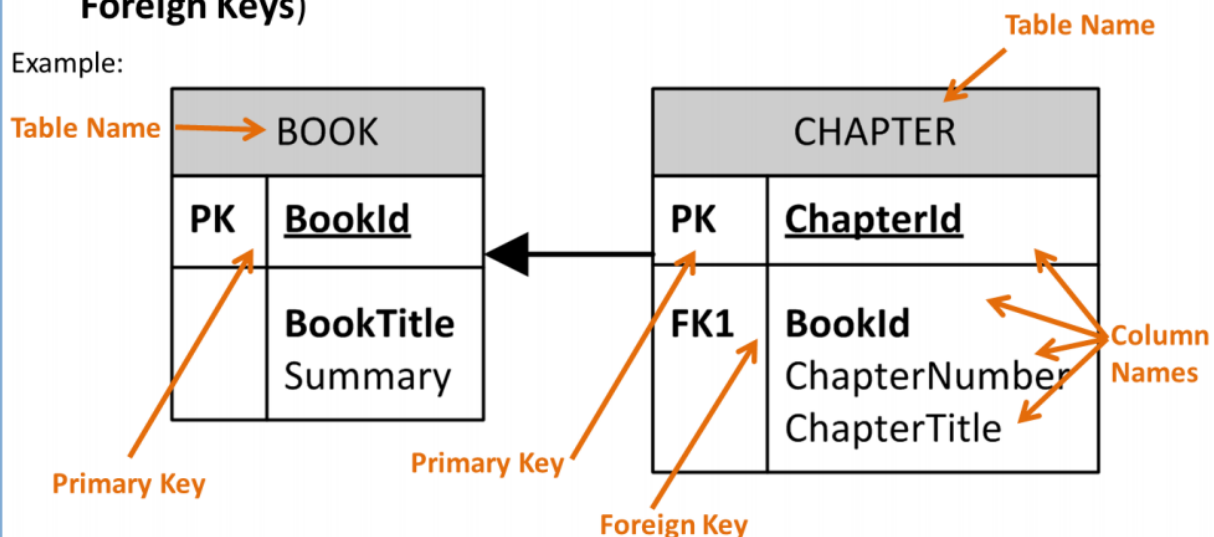 Foreign Keys)
Table Name
Example:
Table Name
BOOK
PK
BookId
BookTitle
Summary
Primary Key
CHAPTER
PK
ChapterId
FK1
BookId
ChapterNumber
ChapterTitle
Column
Names
Primary Key
Foreign Key